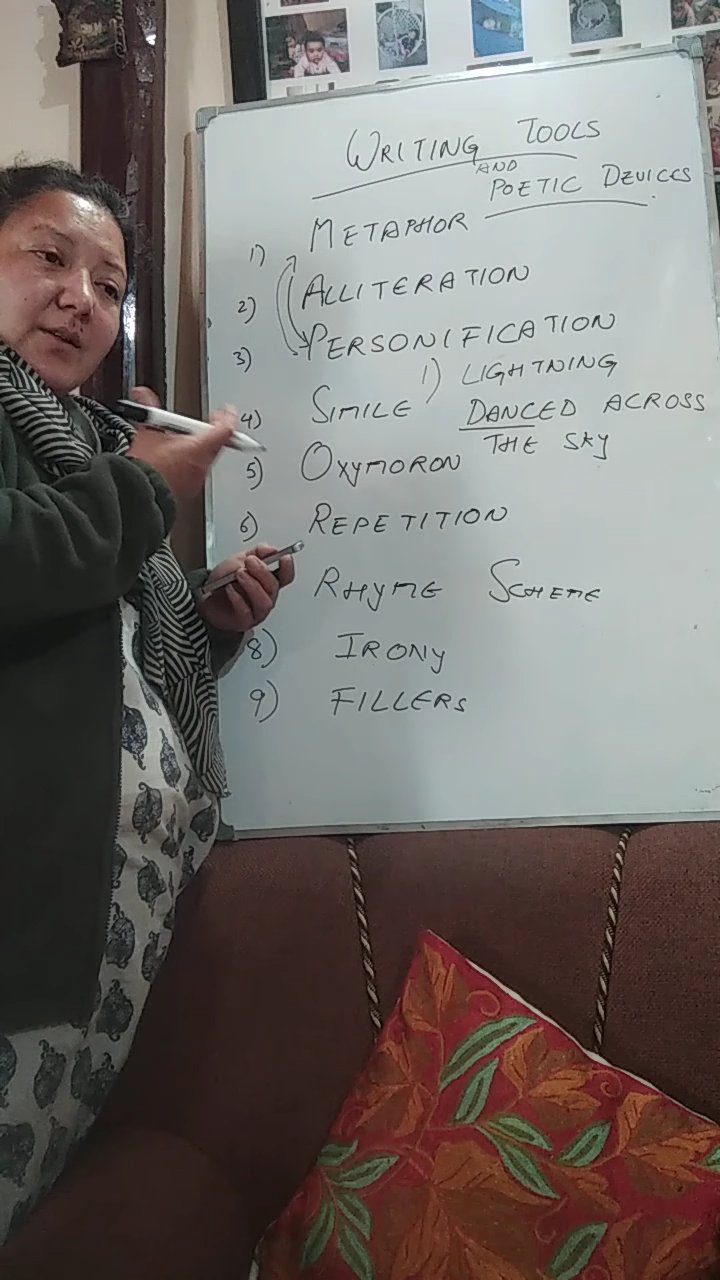 WRITING TOOLS
AND
POETIC DEVICES
1) METAPHOR
2) ALLITERATION
3) PERSONIFICATION
1) LIGHTNING
4) SIMILE DANCED ACROSS
THE SKY
5) OXYMORON
6) REPETITION
RHYME SCHEME
8) IRONY
9) FILLERS